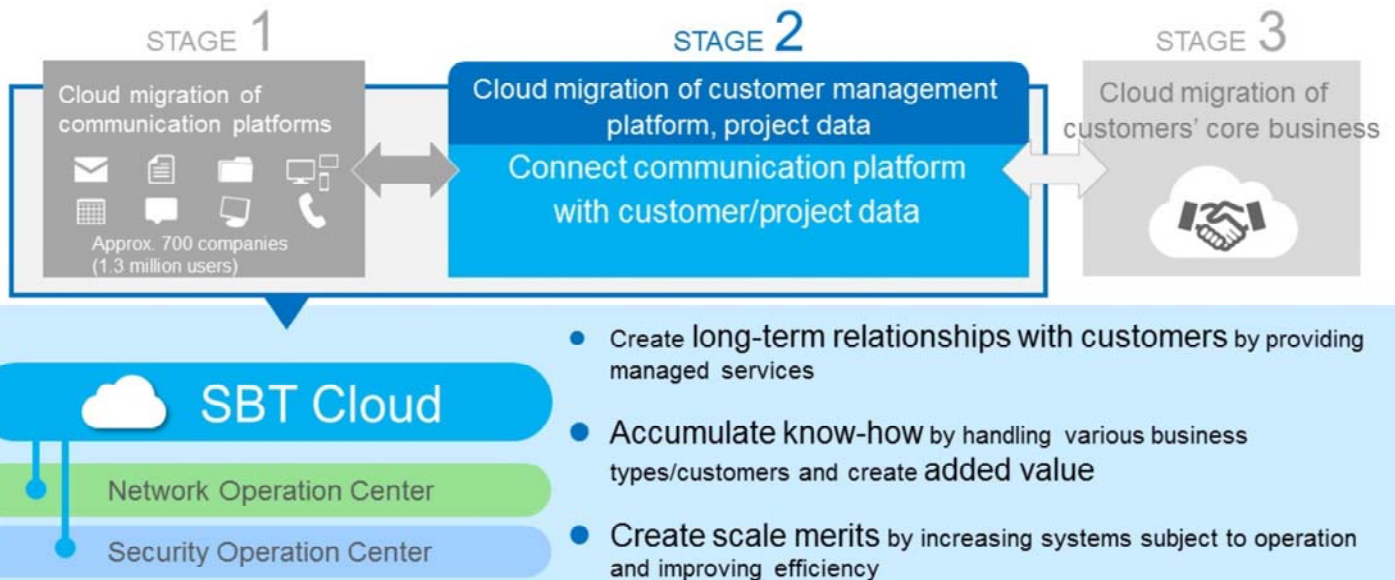 STAGE 1
Cloud migration of
communication platforms
Approx. 700 companies
(1.3 million users)
STAGE 2
Cloud migration of customer management
platform, project data
Connect communication platform
with customer/project data
STAGE 3
Cloud migration of
customers' core business
SBT Cloud
Network Operation Center
Security Operation Center
Create long-term relationships with customers by providing
managed services
Accumulate know-how by handling various business
types/customers and create added value
Create scale merits by increasing systems subject to operation
and improving efficiency